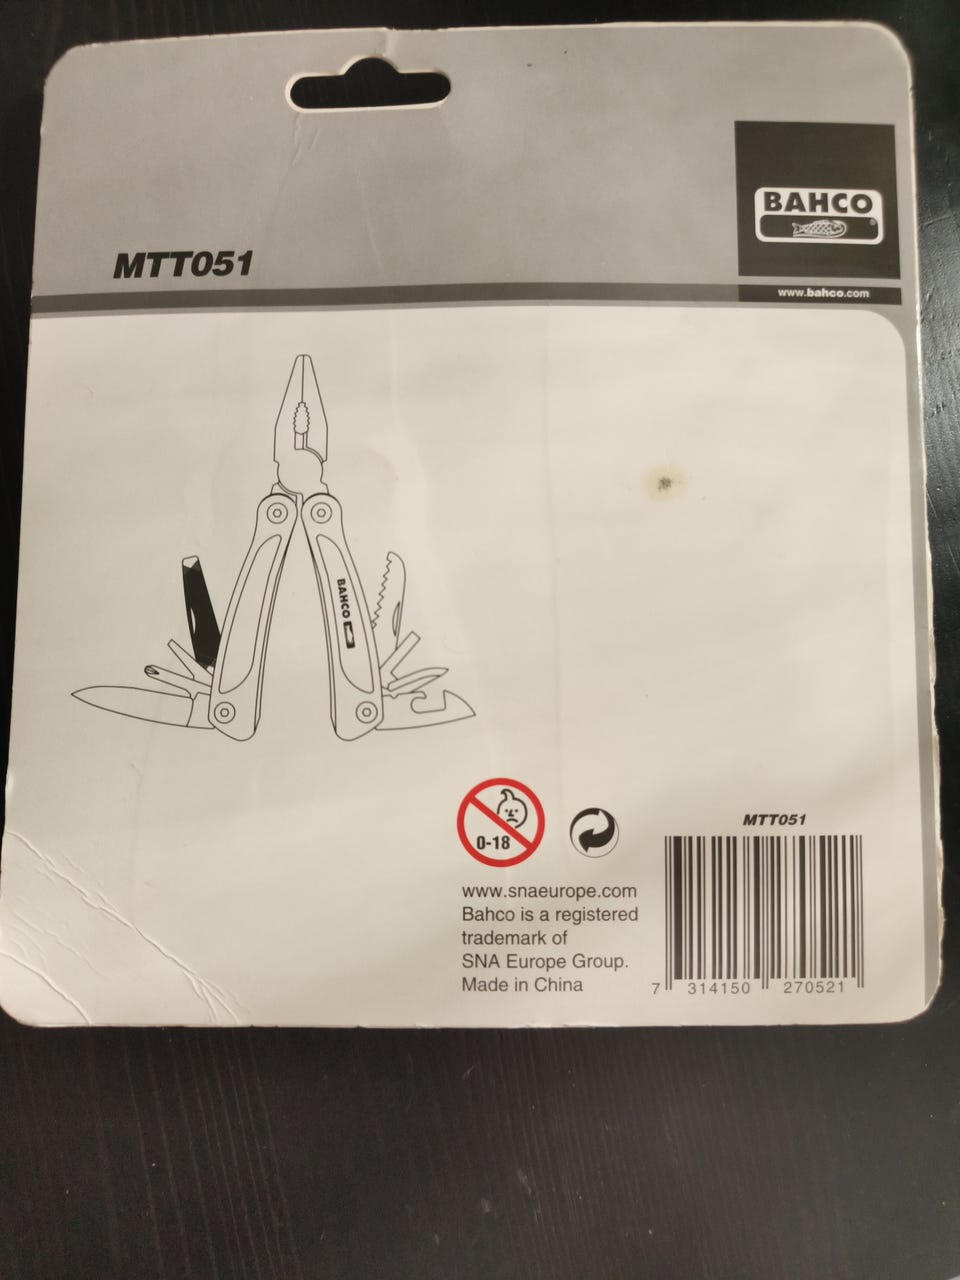 BAHCO
®
MTT051
www.bahco.com
BAHCO
0-18
MTT051
www.snaeurope.com
Bahco is a registered
trademark of
SNA Europe Group.
Made in China
7 314150 270521